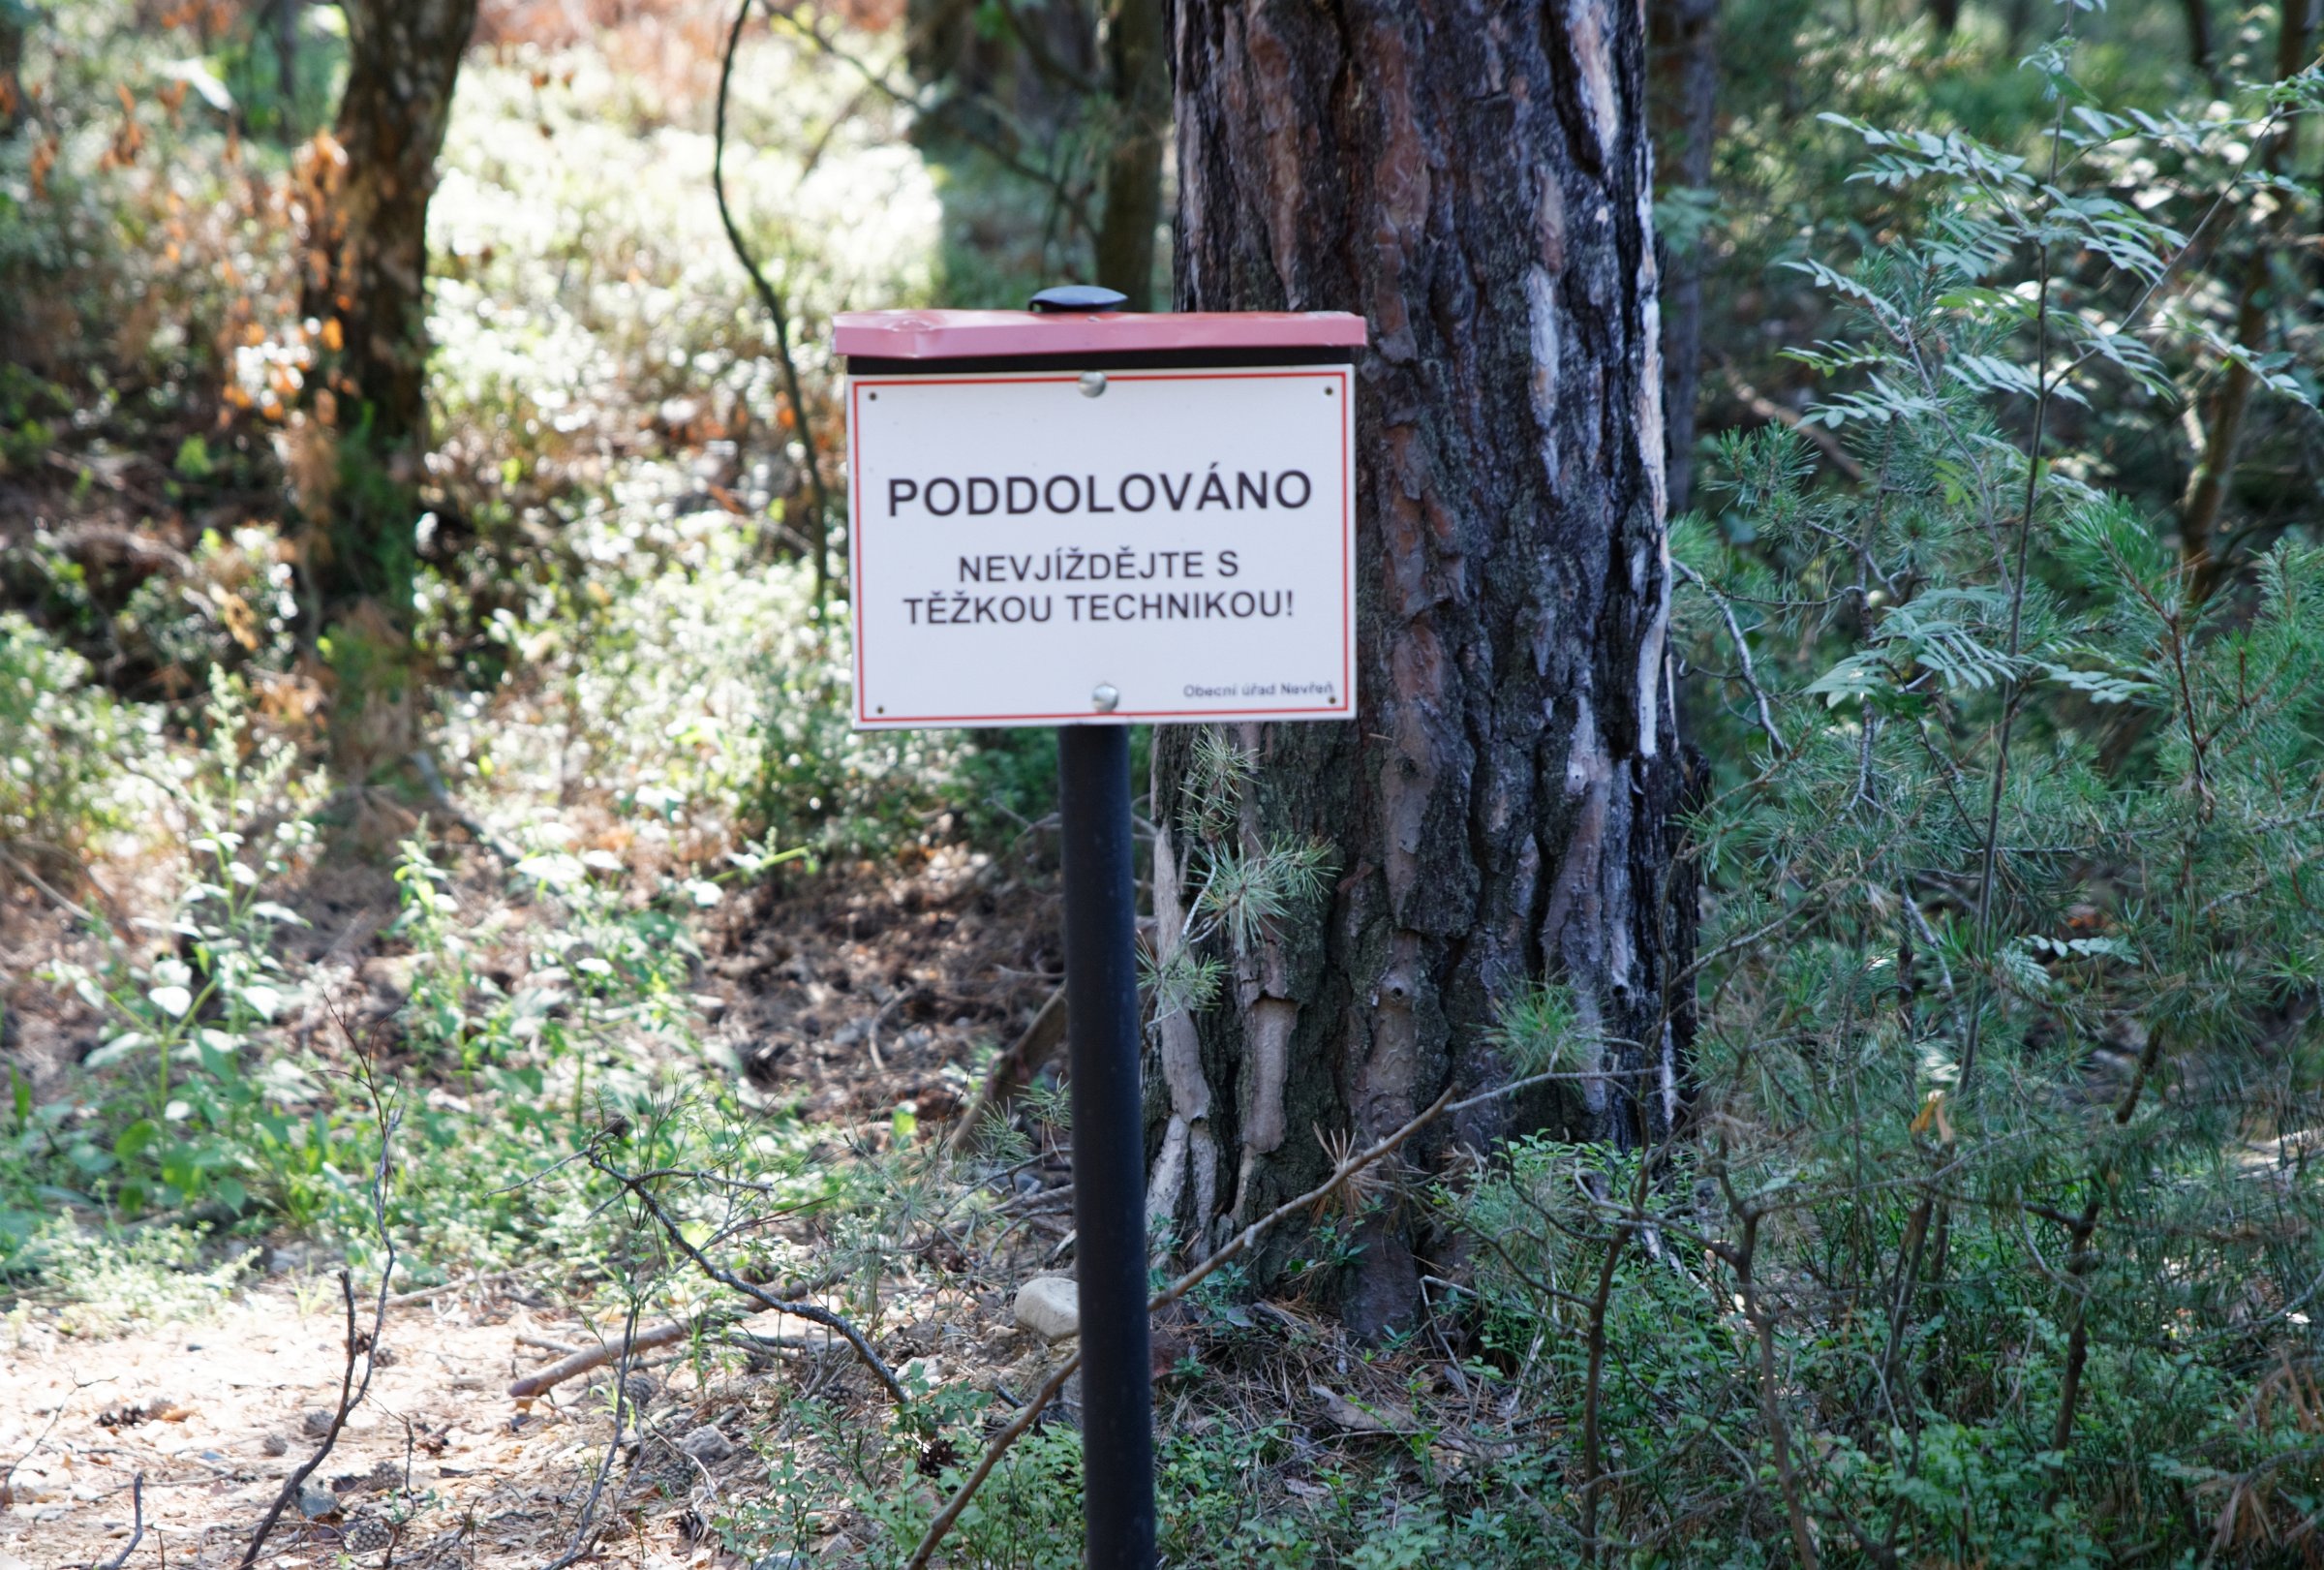 PODDOLOVÁNO
NEVJÍŽDĚJTE S
TĚŽKOU TECHNIKOU!
Obecní úřad Nevřeň